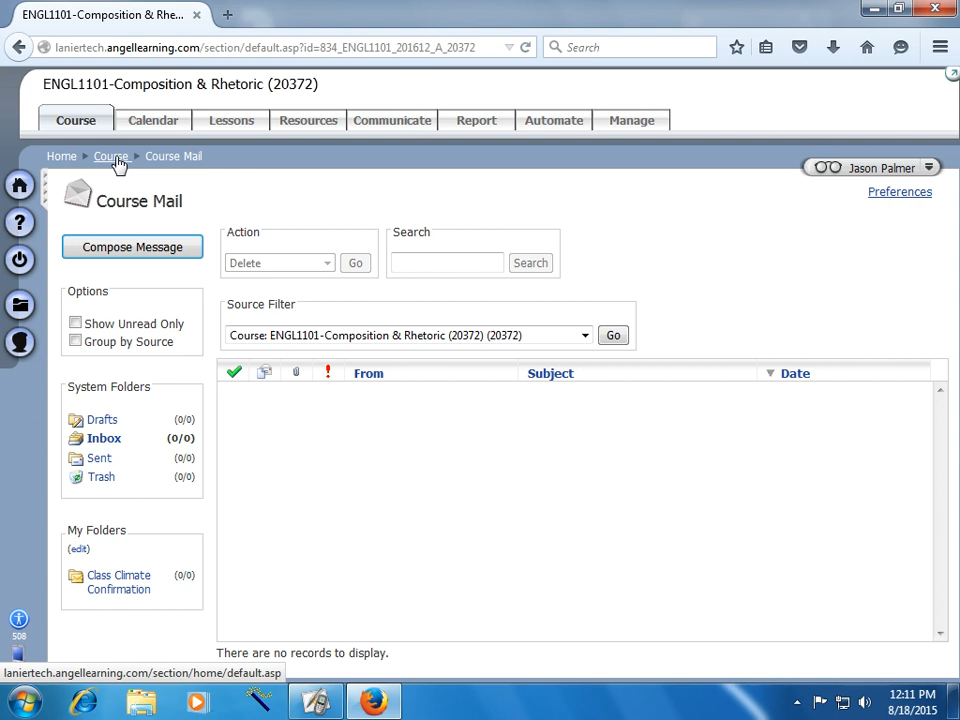 ENGL1101-Composition & Rhe...
laniertech.angellearning.com/section/default.asp?id=834_ENGL1101_201612_A_20372
Search
ENGL1101-Composition & Rhetoric (20372)
Course Calendar Lessons Resources Communicate Report Automate Manage
Home Course Course Mail
Jason Palmer
Preferences
Course Mail
Compose Message
Action
Delete Go
Search
Search
Options
Show Unread Only
Group by Source
Source Filter
Course: ENGL1101-Composition & Rhetoric (20372) (20372) Go
From Subject Date
System Folders
Drafts (0/0)
Inbox (0/0)
Sent (0/0)
Trash (0/0)
My Folders
(edit)
Class Climate Confirmation (0/0)
508
There are no records to display.
laniertech.angellearning.com/section/home/default.asp
12:11 PM
8/18/2015